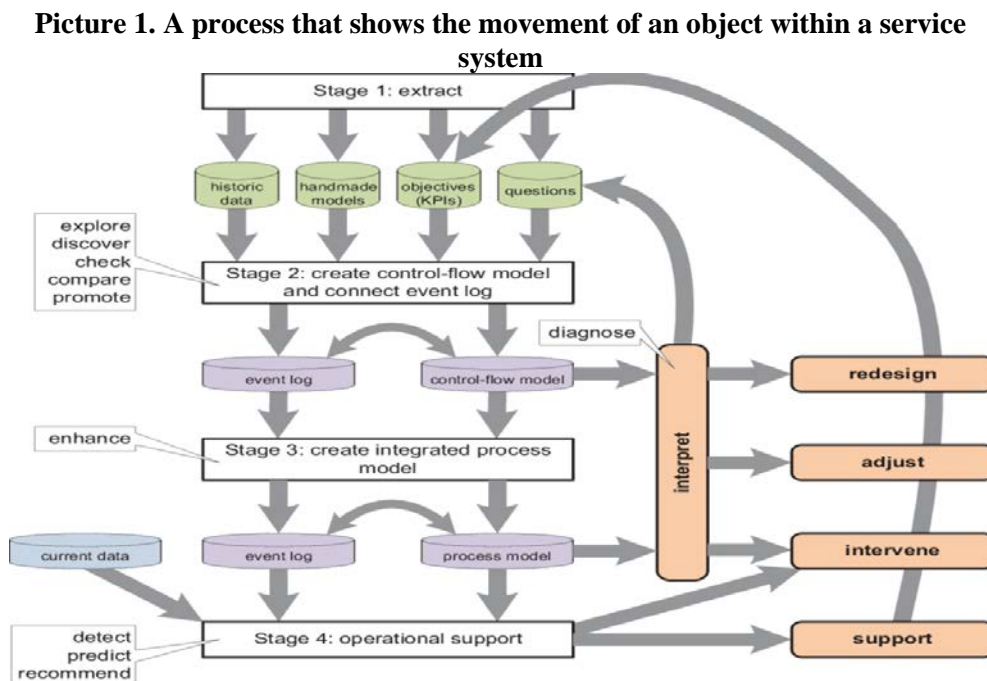 Picture 1. A process that shows the movement of an object within a service
system
Stage 1: extract
historic
data
handmade
models
objectives
(KPIs)
questions
explore
discover
check
compare
promote
Stage 2: create control-flow model
and connect event log
diagnose
event log
control-flow model
redesign
enhance
Stage 3: create integrated process
model
interpret
adjust
current data
event log
process model
intervene
detect
predict
recommend
Stage 4: operational support
support